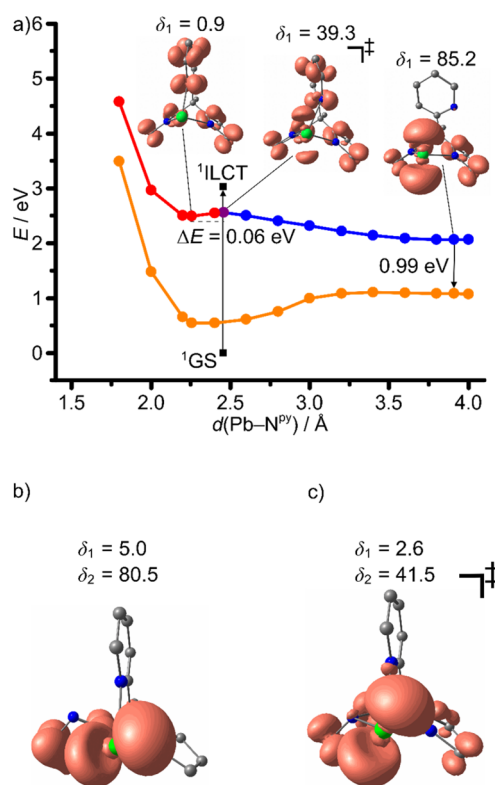 a)
δ₁ = 0.9
δ₁ = 39.3
‡
δ₁ = 85.2
E / eV
6
5
4
3
2
1
0
¹ILCT
ΔE = 0.06 eV
0.99 eV
¹GS
1.5 2.0 2.5 3.0 3.5 4.0
d(Pb–Nᵖʸ) / Å
b)
δ₁ = 5.0
δ₂ = 80.5
c)
δ₁ = 2.6
δ₂ = 41.5
‡